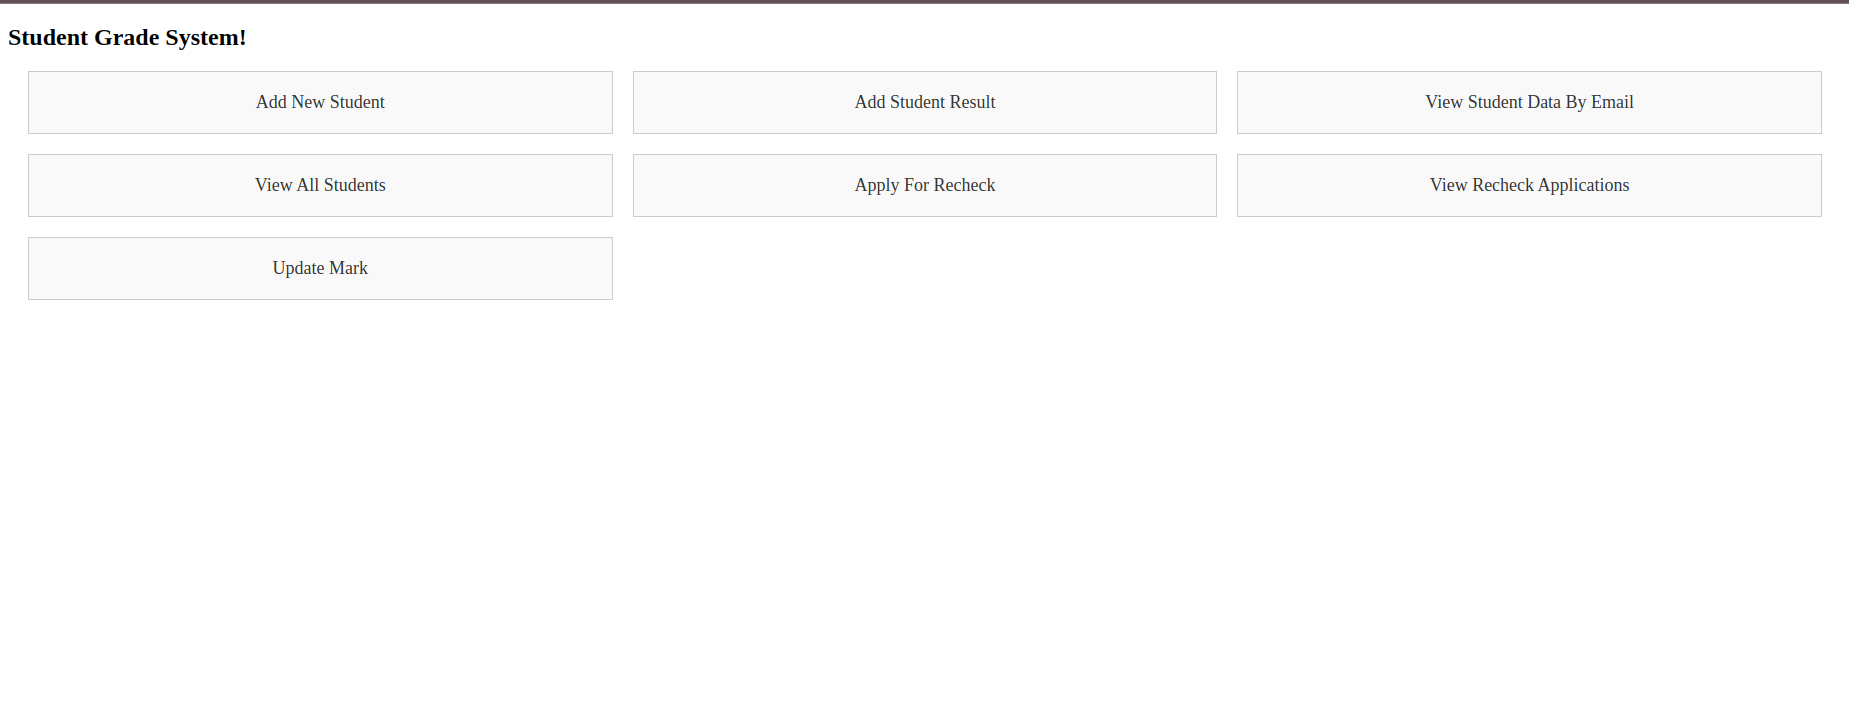 Student Grade System!
Add New Student
Add Student Result
View Student Data By Email
View All Students
Apply For Recheck
View Recheck Applications
Update Mark